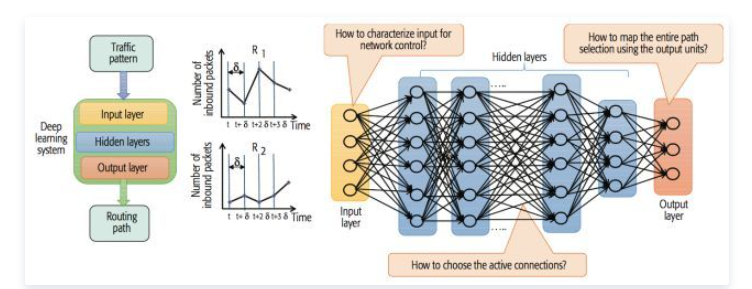 Traffic
pattern
Deep
learning
system
Input layer
Hidden layers
Output layer
Routing
path
R 1
Number of
inbound packets
δ
t t+ δ t+2 δ t+3 δ Time
R 2
Number of
inbound packets
δ
t t+ δ t+2 δ t+3 δ Time
How to characterize input for
network control?
Hidden layers
How to map the entire path
selection using the output units?
.....
.....
Input
layer
Output
layer
How to choose the active connections?